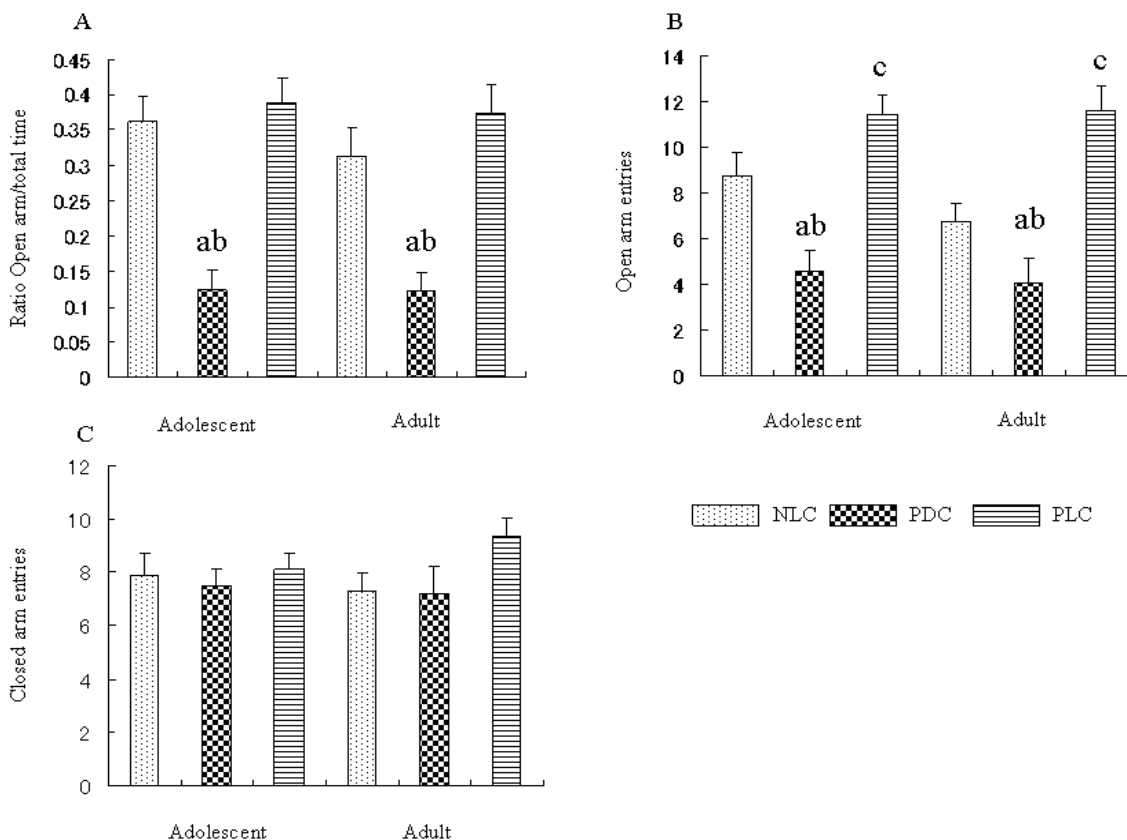 A
0.45
0.4
0.35
0.3
0.25
0.2
0.15
0.1
0.05
0
Ratio Open arm/total time
ab
ab
Adolescent
Adult
B
14
12
10
8
6
4
2
0
Open arm entries
c
c
ab
ab
Adolescent
Adult
C
12
10
8
6
4
2
0
Closed arm entries
Adolescent
Adult
NLC PDC PLC